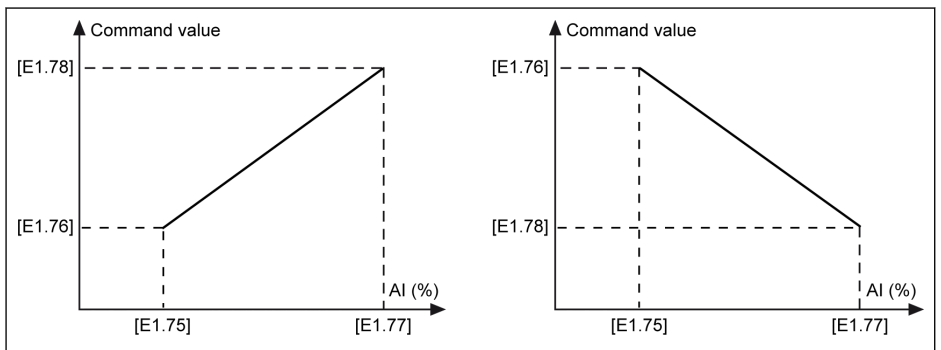 Command value
[E1.78]
[E1.76]
AI (%)
[E1.75]
[E1.77]
Command value
[E1.76]
[E1.78]
AI (%)
[E1.75]
[E1.77]